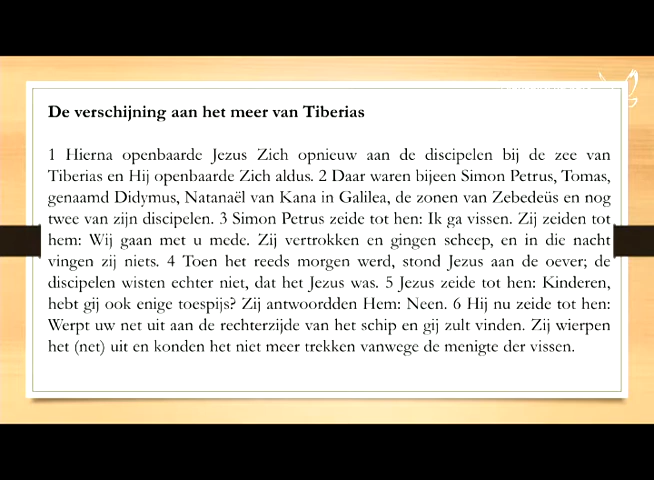 De verschijning aan het meer van Tiberias
1 Hierna openbaarde Jezus Zich opnieuw aan de discipelen bij de zee van
Tiberias en Hij openbaarde Zich aldus. 2 Daar waren bijeen Simon Petrus, Tomas,
genaamd Didymus, Natanaël van Kana in Galilea, de zonen van Zebedeüs en nog
twee van zijn discipelen. 3 Simon Petrus zeide tot hen: Ik ga vissen. Zij zeiden tot
hem: Wij gaan met u mede. Zij vertrokken en gingen scheep, en in die nacht
vingen zij niets. 4 Toen het reeds morgen werd, stond Jezus aan de oever; de
discipelen wisten echter niet, dat het Jezus was. 5 Jezus zeide tot hen: Kinderen,
hebt gij ook enige toespijs? Zij antwoordden Hem: Neen. 6 Hij nu zeide tot hen:
Werpt uw net uit aan de rechterzijde van het schip en gij zult vinden. Zij wierpen
het (net) uit en konden het niet meer trekken vanwege de menigte der vissen.